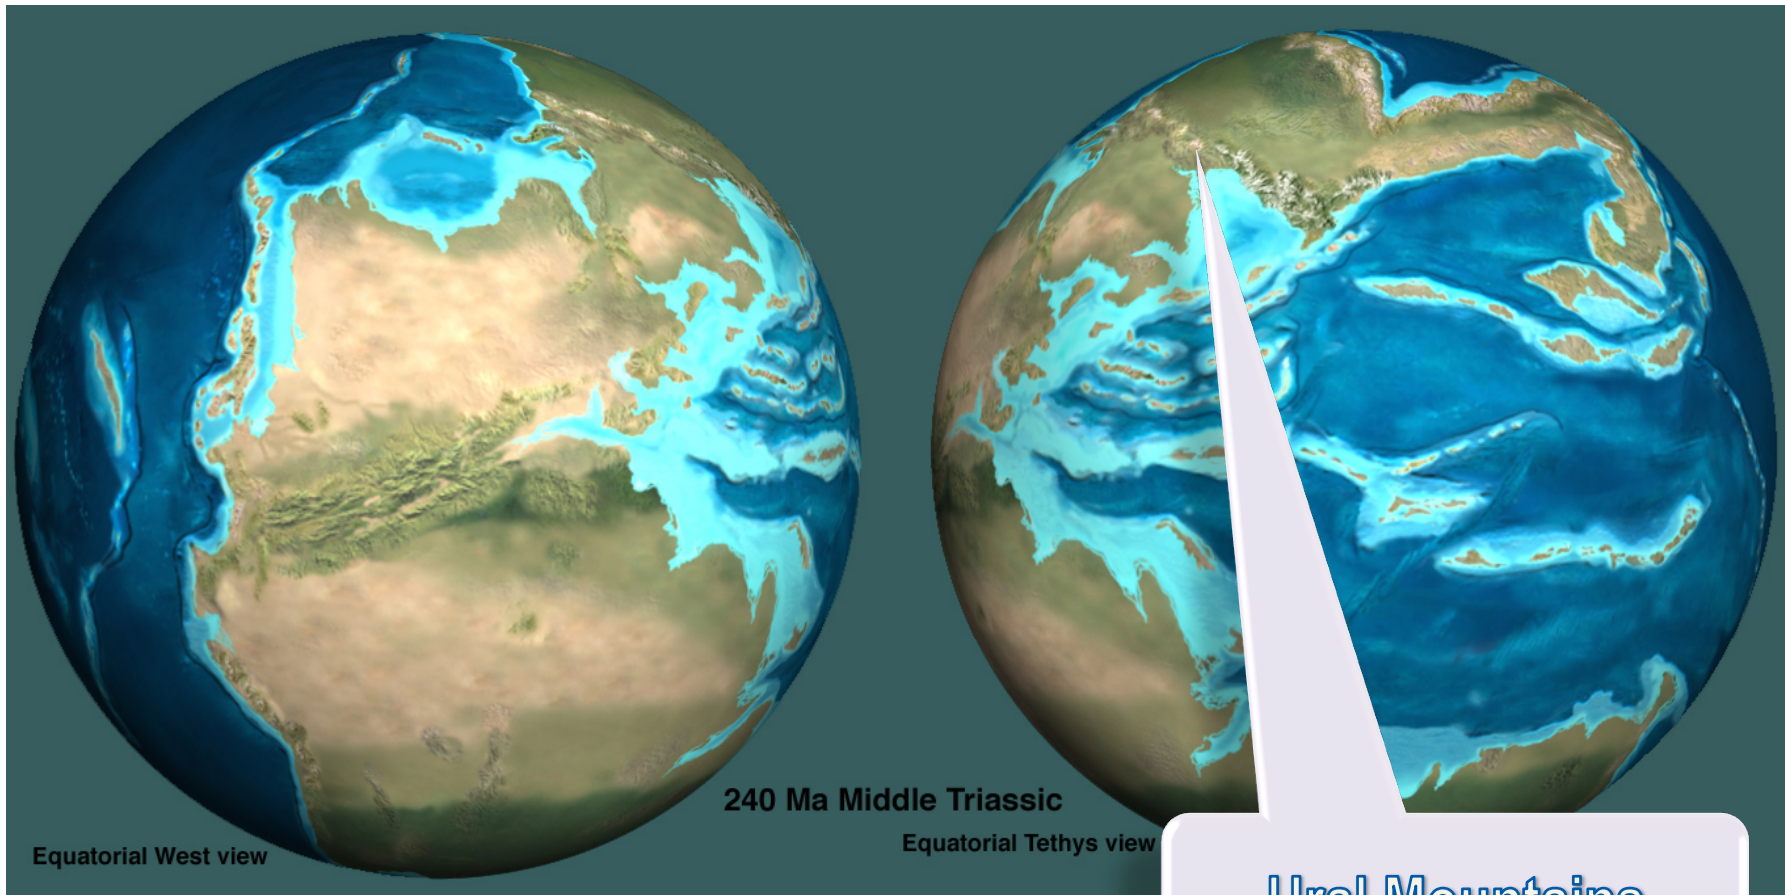 240 Ma Middle Triassic
Equatorial West view
Equatorial Tethys view
Ural Mountains